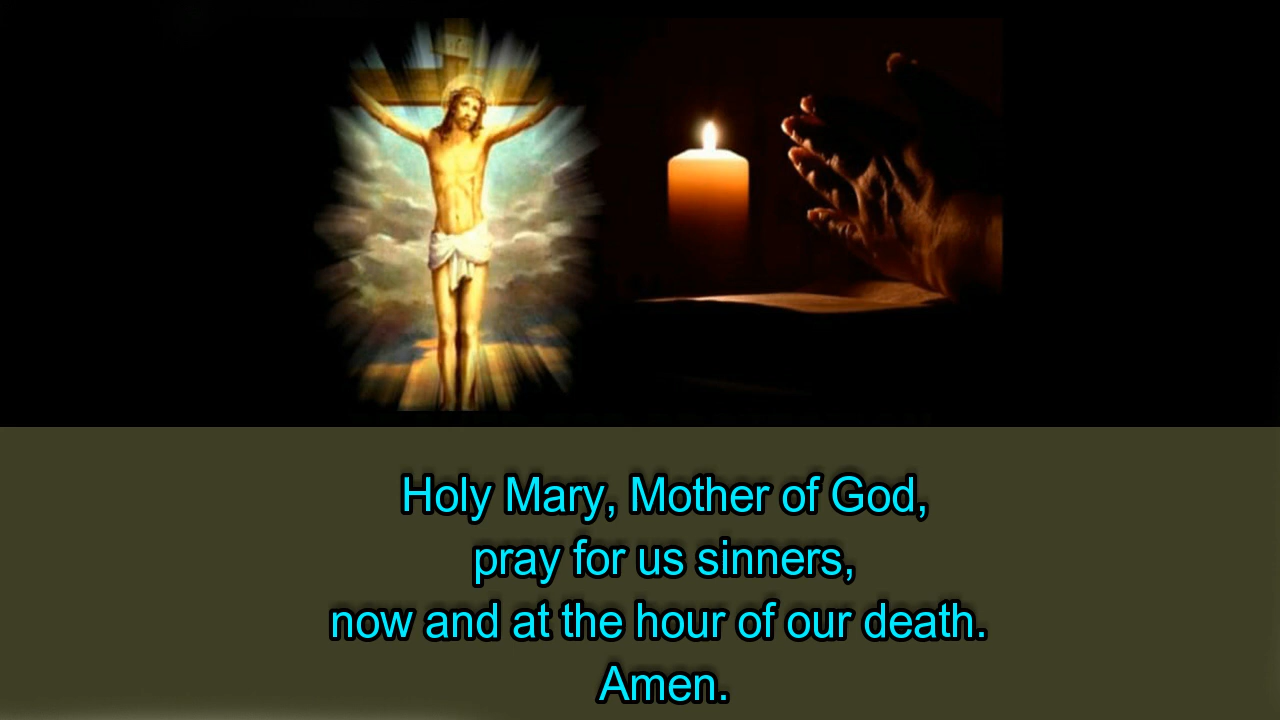 Holy Mary, Mother of God,
pray for us sinners,
now and at the hour of our death.
Amen.